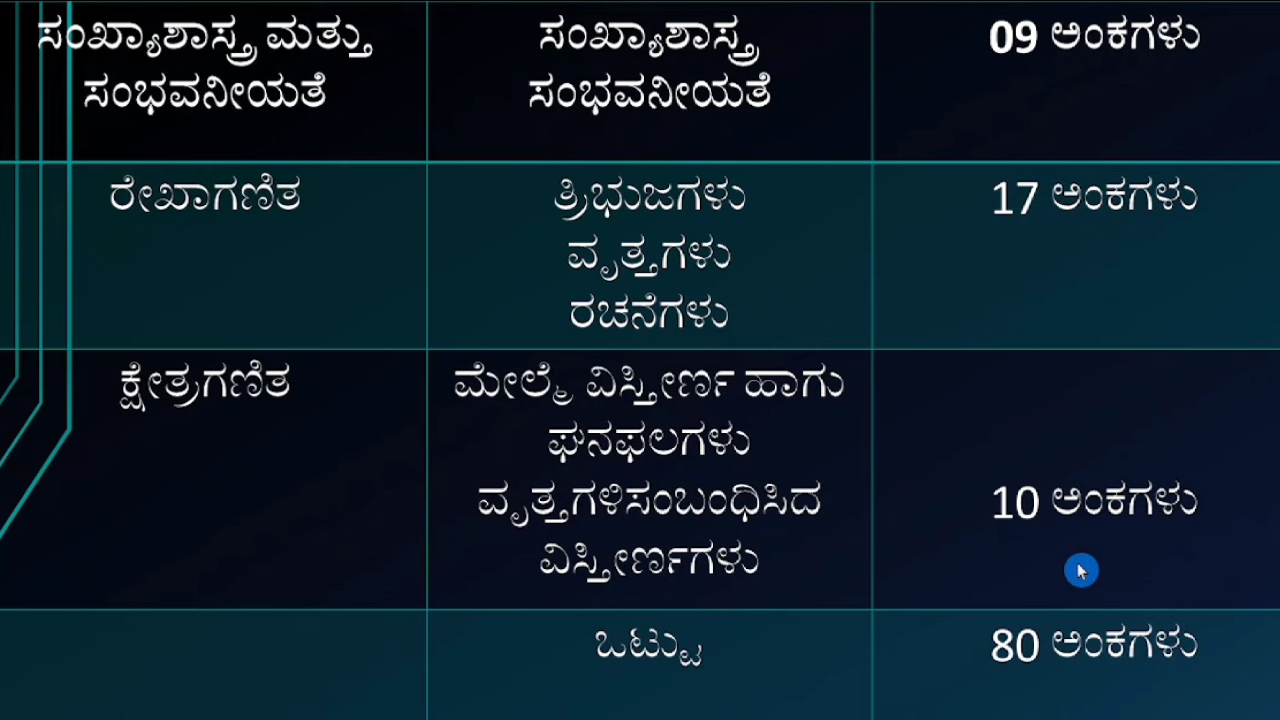 ಸಂಖ್ಯಾಶಾಸ್ತ್ರ ಮತ್ತು ಸಂಖ್ಯಾಶಾಸ್ತ್ರ 09 ಅಂಕಗಳು
ಸಂಭವನೀಯತೆ ಸಂಭವನೀಯತೆ
ರೇಖಾಗಣಿತ ತ್ರಿಭುಜಗಳು 17 ಅಂಕಗಳು
ವೃತ್ತಗಳು
ರಚನೆಗಳು
ಕ್ಷೇತ್ರಗಣಿತ ಮೇಲ್ಮೈ ವಿಸ್ತೀರ್ಣ ಹಾಗು
ಘನಫಲಗಳು
ವೃತ್ತಗಳಿಸಂಬಂಧಿಸಿದ 10 ಅಂಕಗಳು
ವಿಸ್ತೀರ್ಣಗಳು
ಒಟ್ಟು 80 ಅಂಕಗಳು